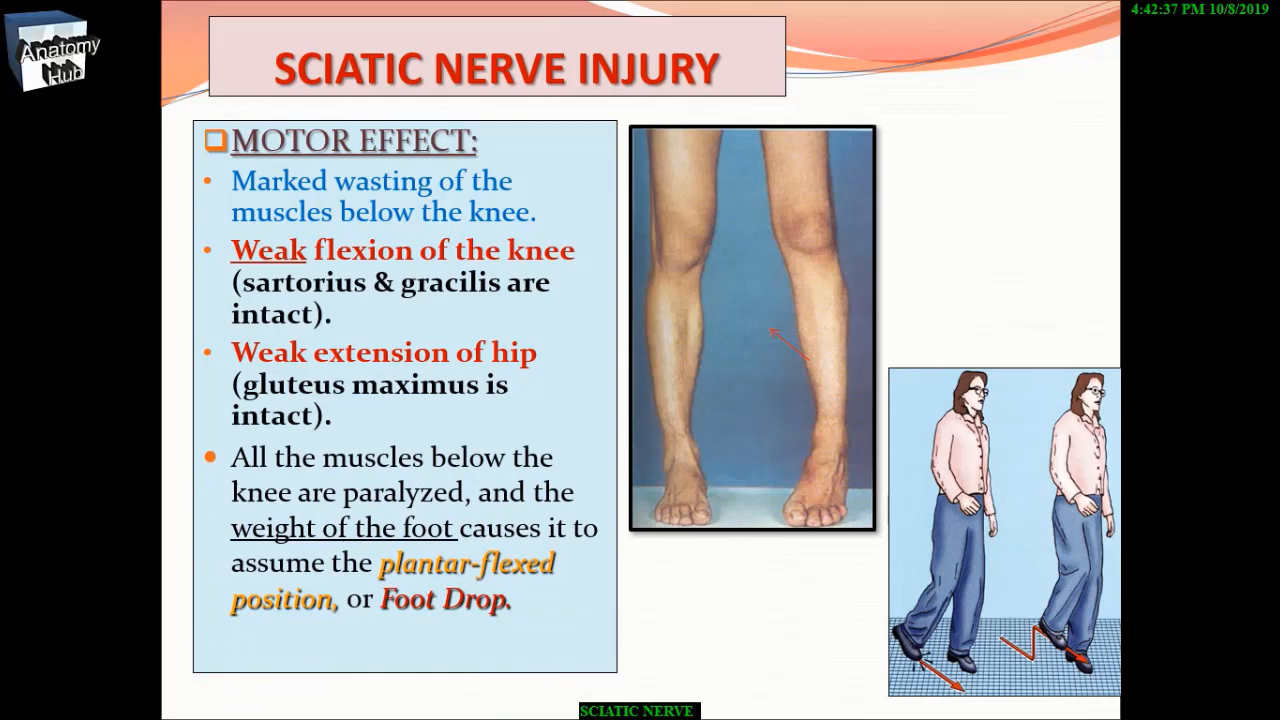 4:42:37 PM 10/8/2019
Anatomy
Hub
SCIATIC NERVE INJURY
MOTOR EFFECT:
Marked wasting of the
muscles below the knee.
Weak flexion of the knee
(sartorius & gracilis are
intact).
Weak extension of hip
(gluteus maximus is
intact).
All the muscles below the
knee are paralyzed, and the
weight of the foot causes it to
assume the plantar-flexed
position, or Foot Drop.
SCIATIC NERVE